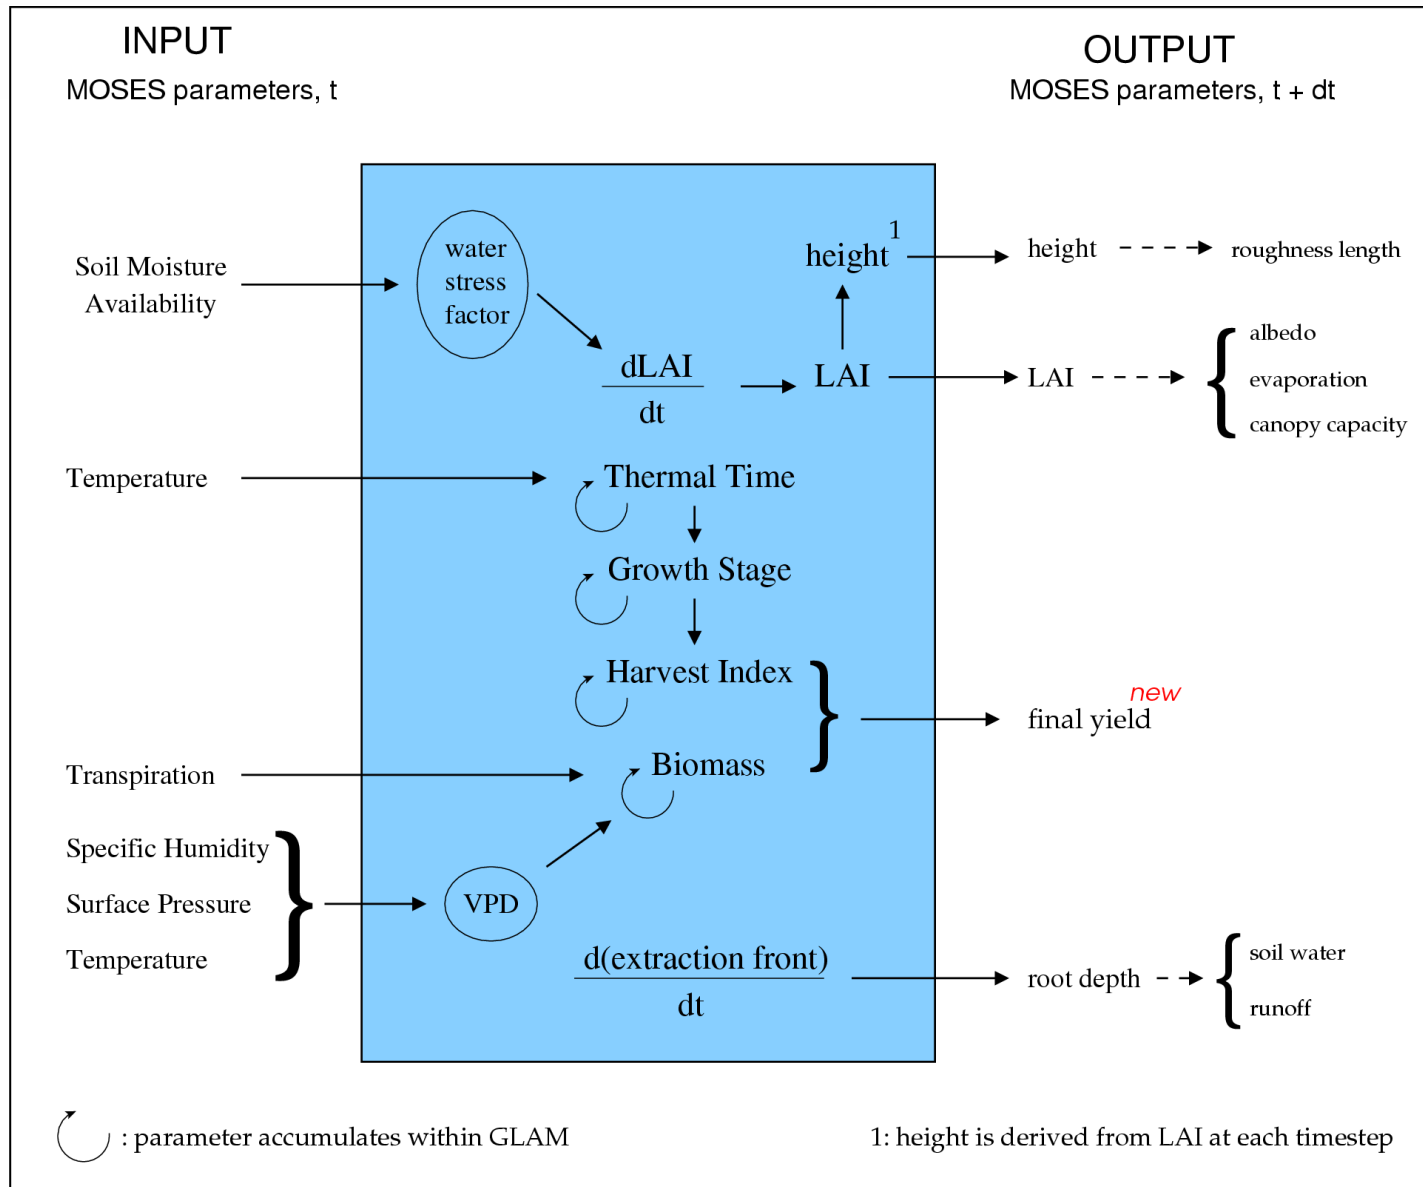 INPUT
MOSES parameters, t
OUTPUT
MOSES parameters, t + dt
Soil Moisture
Availability
water
stress
factor
height 1
height
roughness length
dLAI
dt
LAI
LAI
albedo
evaporation
canopy capacity
Temperature
Thermal Time
Growth Stage
Harvest Index
new
final yield
Transpiration
Biomass
Specific Humidity
Surface Pressure
Temperature
VPD
d(extraction front)
dt
root depth
soil water
runoff
: parameter accumulates within GLAM
1: height is derived from LAI at each timestep